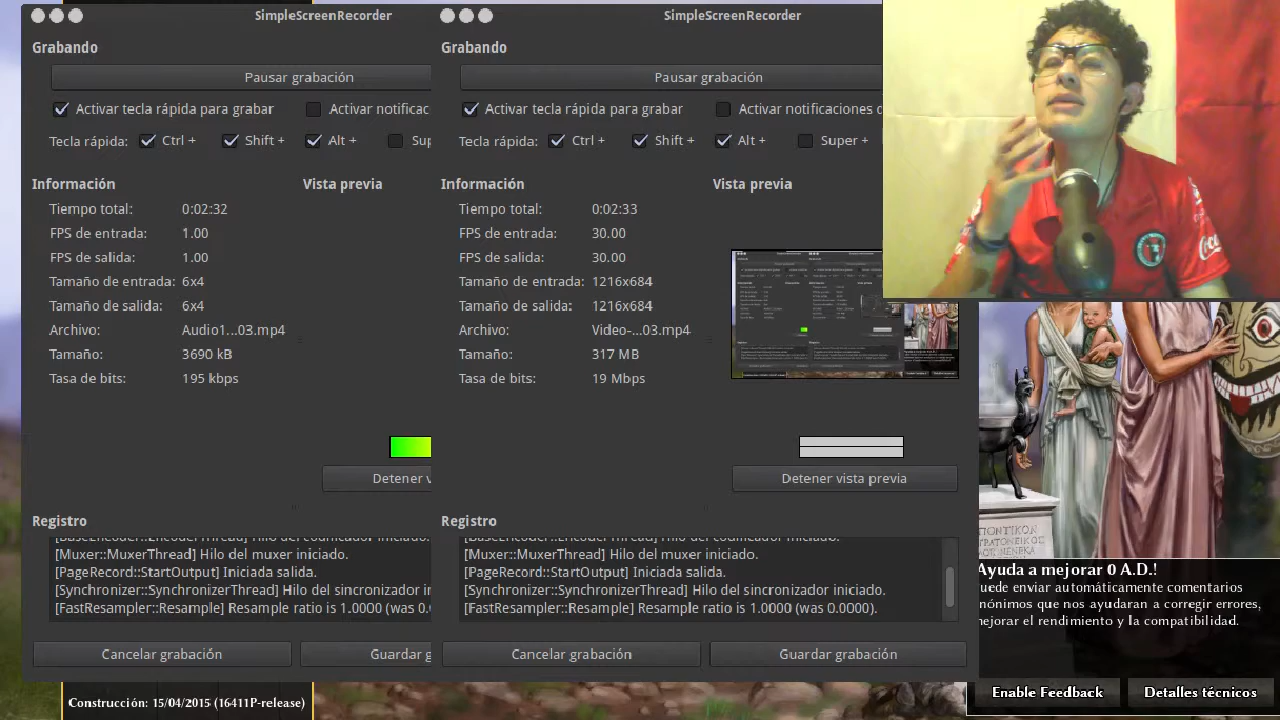 SimpleScreenRecorder
Grabando
Pausar grabación
Activar tecla rápida para grabar
Activar notificac
Tecla rápida: Ctrl + Shift + Alt + Sup
Información
Vista previa
Tiempo total: 0:02:32
FPS de entrada: 1.00
FPS de salida: 1.00
Tamaño de entrada: 6x4
Tamaño de salida: 6x4
Archivo: Audio1...03.mp4
Tamaño: 3690 kB
Tasa de bits: 195 kbps
Detener v
Registro
[Muxer::MuxerThread] Hilo del muxer iniciado.
[PageRecord::StartOutput] Iniciada salida.
[Synchronizer::SynchronizerThread] Hilo del sincronizador in
[FastResampler::Resample] Resample ratio is 1.0000 (was 0.0
Cancelar grabación
Guardar g
SimpleScreenRecorder
Grabando
Pausar grabación
Activar tecla rápida para grabar
Activar notificaciones d
Tecla rápida: Ctrl + Shift + Alt + Super +
Información
Vista previa
Tiempo total: 0:02:33
FPS de entrada: 30.00
FPS de salida: 30.00
Tamaño de entrada: 1216x684
Tamaño de salida: 1216x684
Archivo: Video-...03.mp4
Tamaño: 317 MB
Tasa de bits: 19 Mbps
Detener vista previa
Registro
[Muxer::MuxerThread] Hilo del muxer iniciado.
[PageRecord::StartOutput] Iniciada salida.
[Synchronizer::SynchronizerThread] Hilo del sincronizador iniciado.
[FastResampler::Resample] Resample ratio is 1.0000 (was 0.0000).
Cancelar grabación
Guardar grabación
Ayuda a mejorar 0 A.D.!
uede enviar automáticamente comentarios
nónimos que nos ayudaran a corregir errores,
mejorar el rendimiento y la compatibilidad.
Enable Feedback
Detalles técnicos
Construcción: 15/04/2015 (16411P-release)